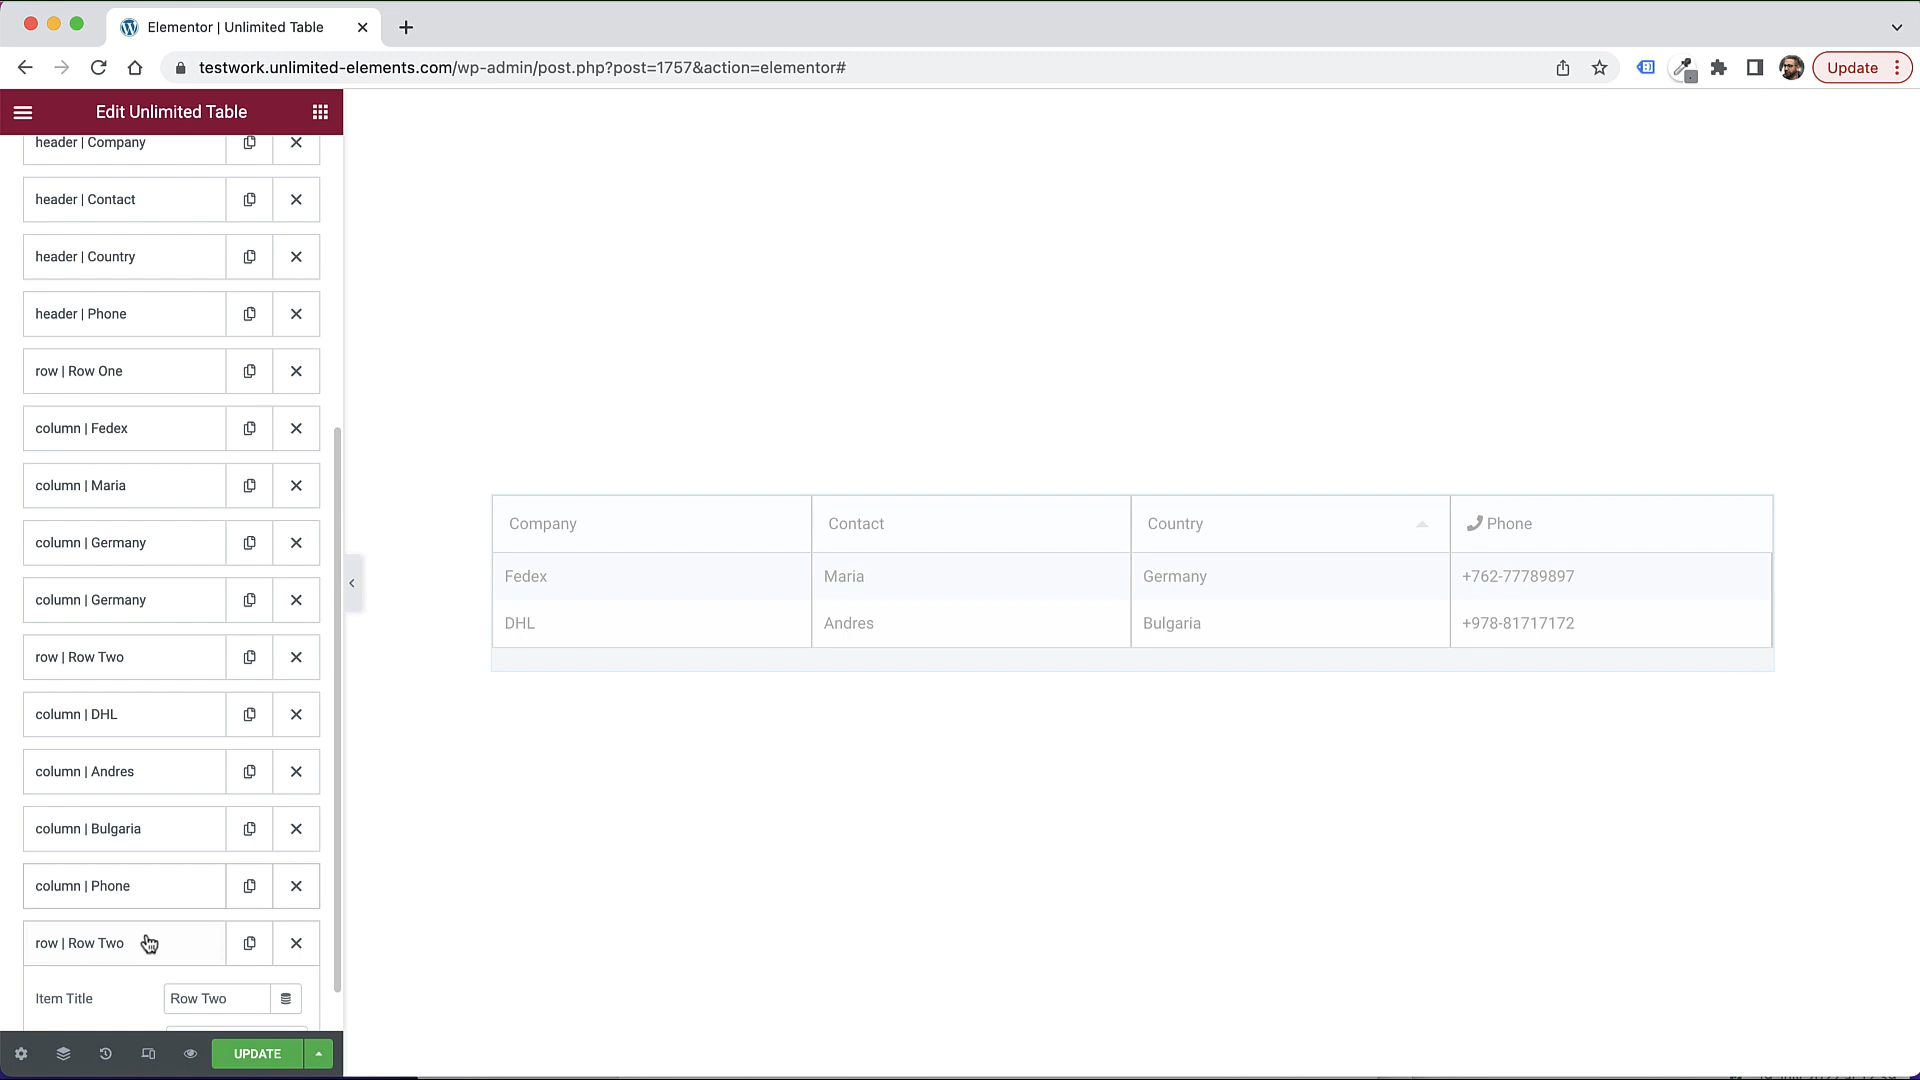 Elementor | Unlimited Table
testwork.unlimited-elements.com/wp-admin/post.php?post=1757&action=elementor#
Update
Edit Unlimited Table
header | Company
header | Contact
header | Country
header | Phone
row | Row One
column | Fedex
column | Maria
column | Germany
column | Germany
row | Row Two
column | DHL
column | Andres
column | Bulgaria
column | Phone
row | Row Two
Item Title
Row Two
UPDATE
Company Contact Country Phone
Fedex Maria Germany +762-77789897
DHL Andres Bulgaria +978-81717172